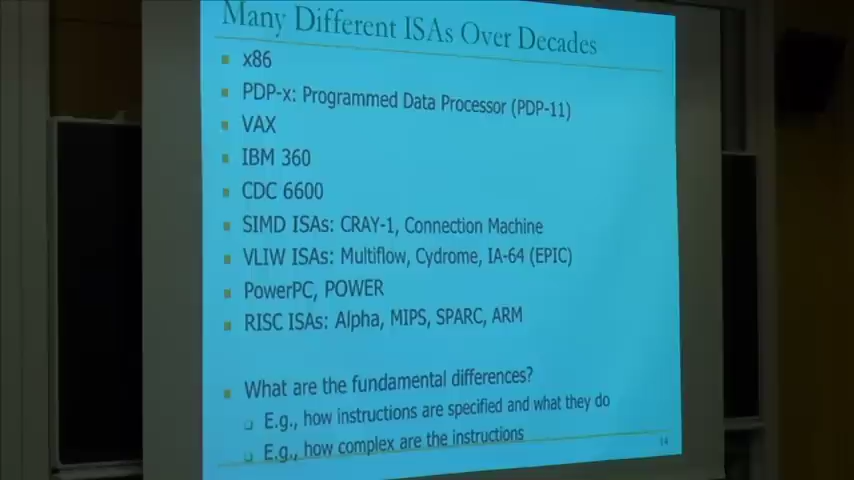 Many Different ISAs Over Decades
x86
PDP-x: Programmed Data Processor (PDP-11)
VAX
IBM 360
CDC 6600
SIMD ISAs: CRAY-1, Connection Machine
VLIW ISAs: Multiflow, Cydrome, IA-64 (EPIC)
PowerPC, POWER
RISC ISAs: Alpha, MIPS, SPARC, ARM
What are the fundamental differences?
E.g., how instructions are specified and what they do
E.g., how complex are the instructions
14